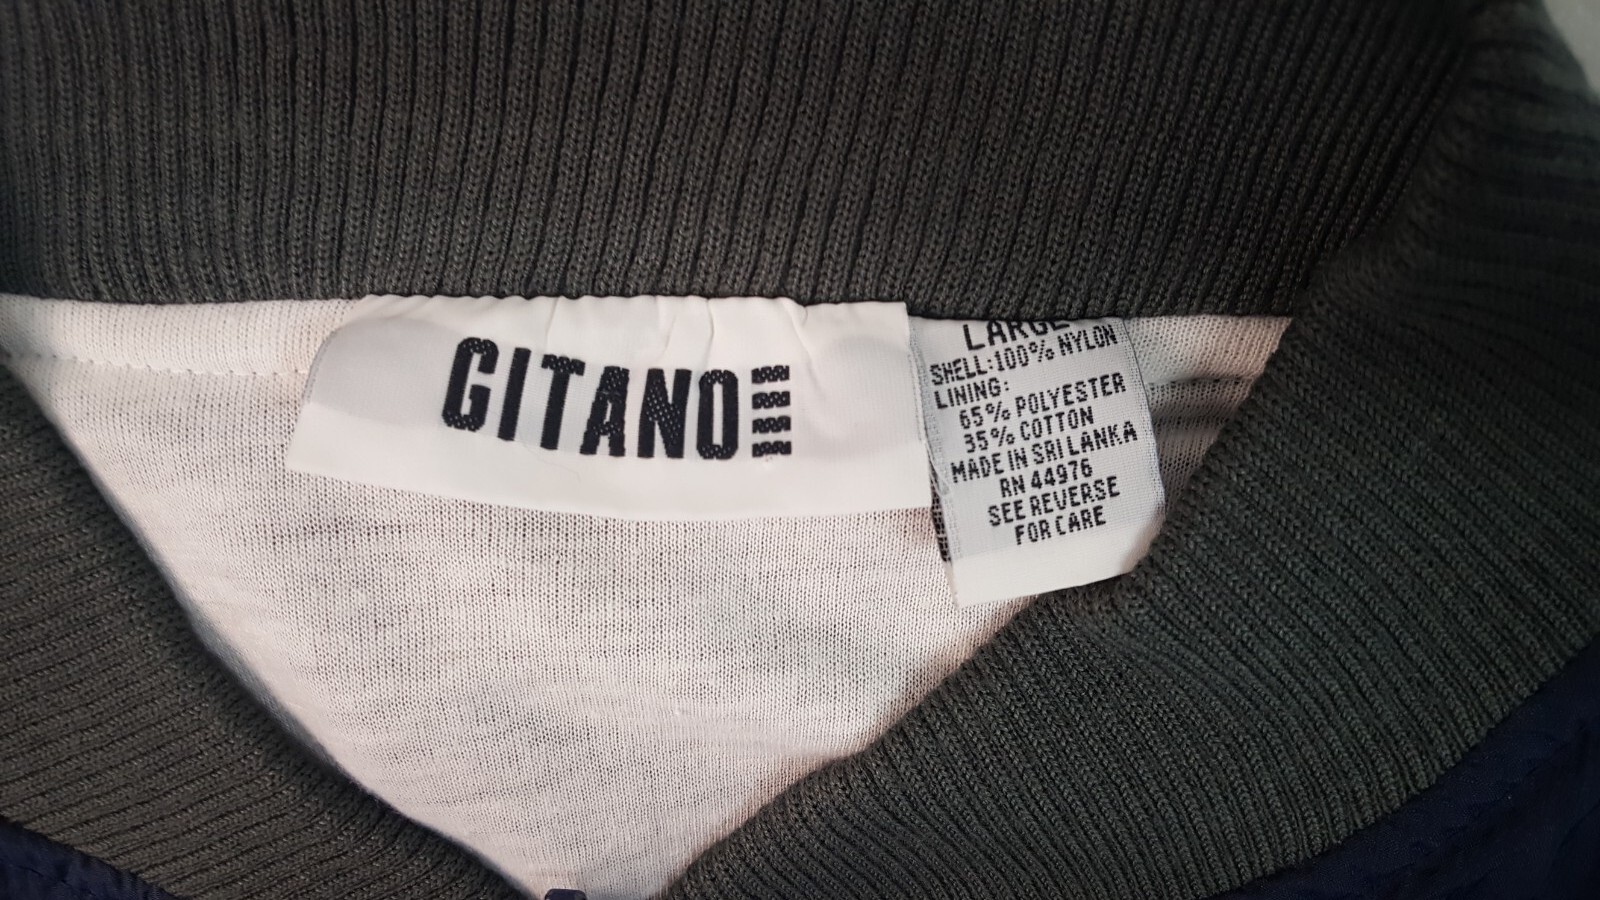 GITANO
LARGE
SHELL:100% NYLON
LINING:
65% POLYESTER
35% COTTON
MADE IN SRI LANKA
RN 44976
SEE REVERSE
FOR CARE